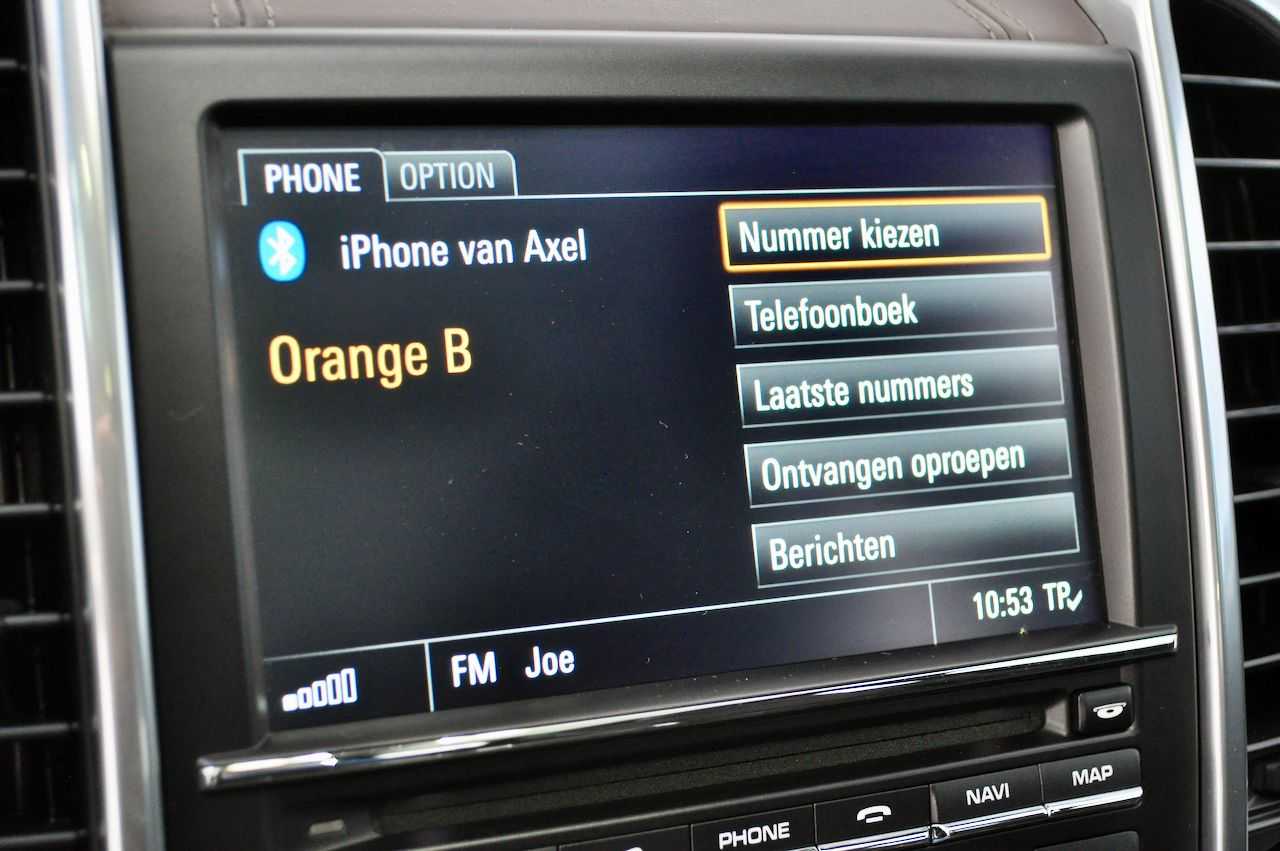 PHONE OPTION
iPhone van Axel
Orange B
Nummer kiezen
Telefoonboek
Laatste nummers
Ontvangen oproepen
Berichten
FM Joe
10:53 TP
PHONE
NAVI
MAP